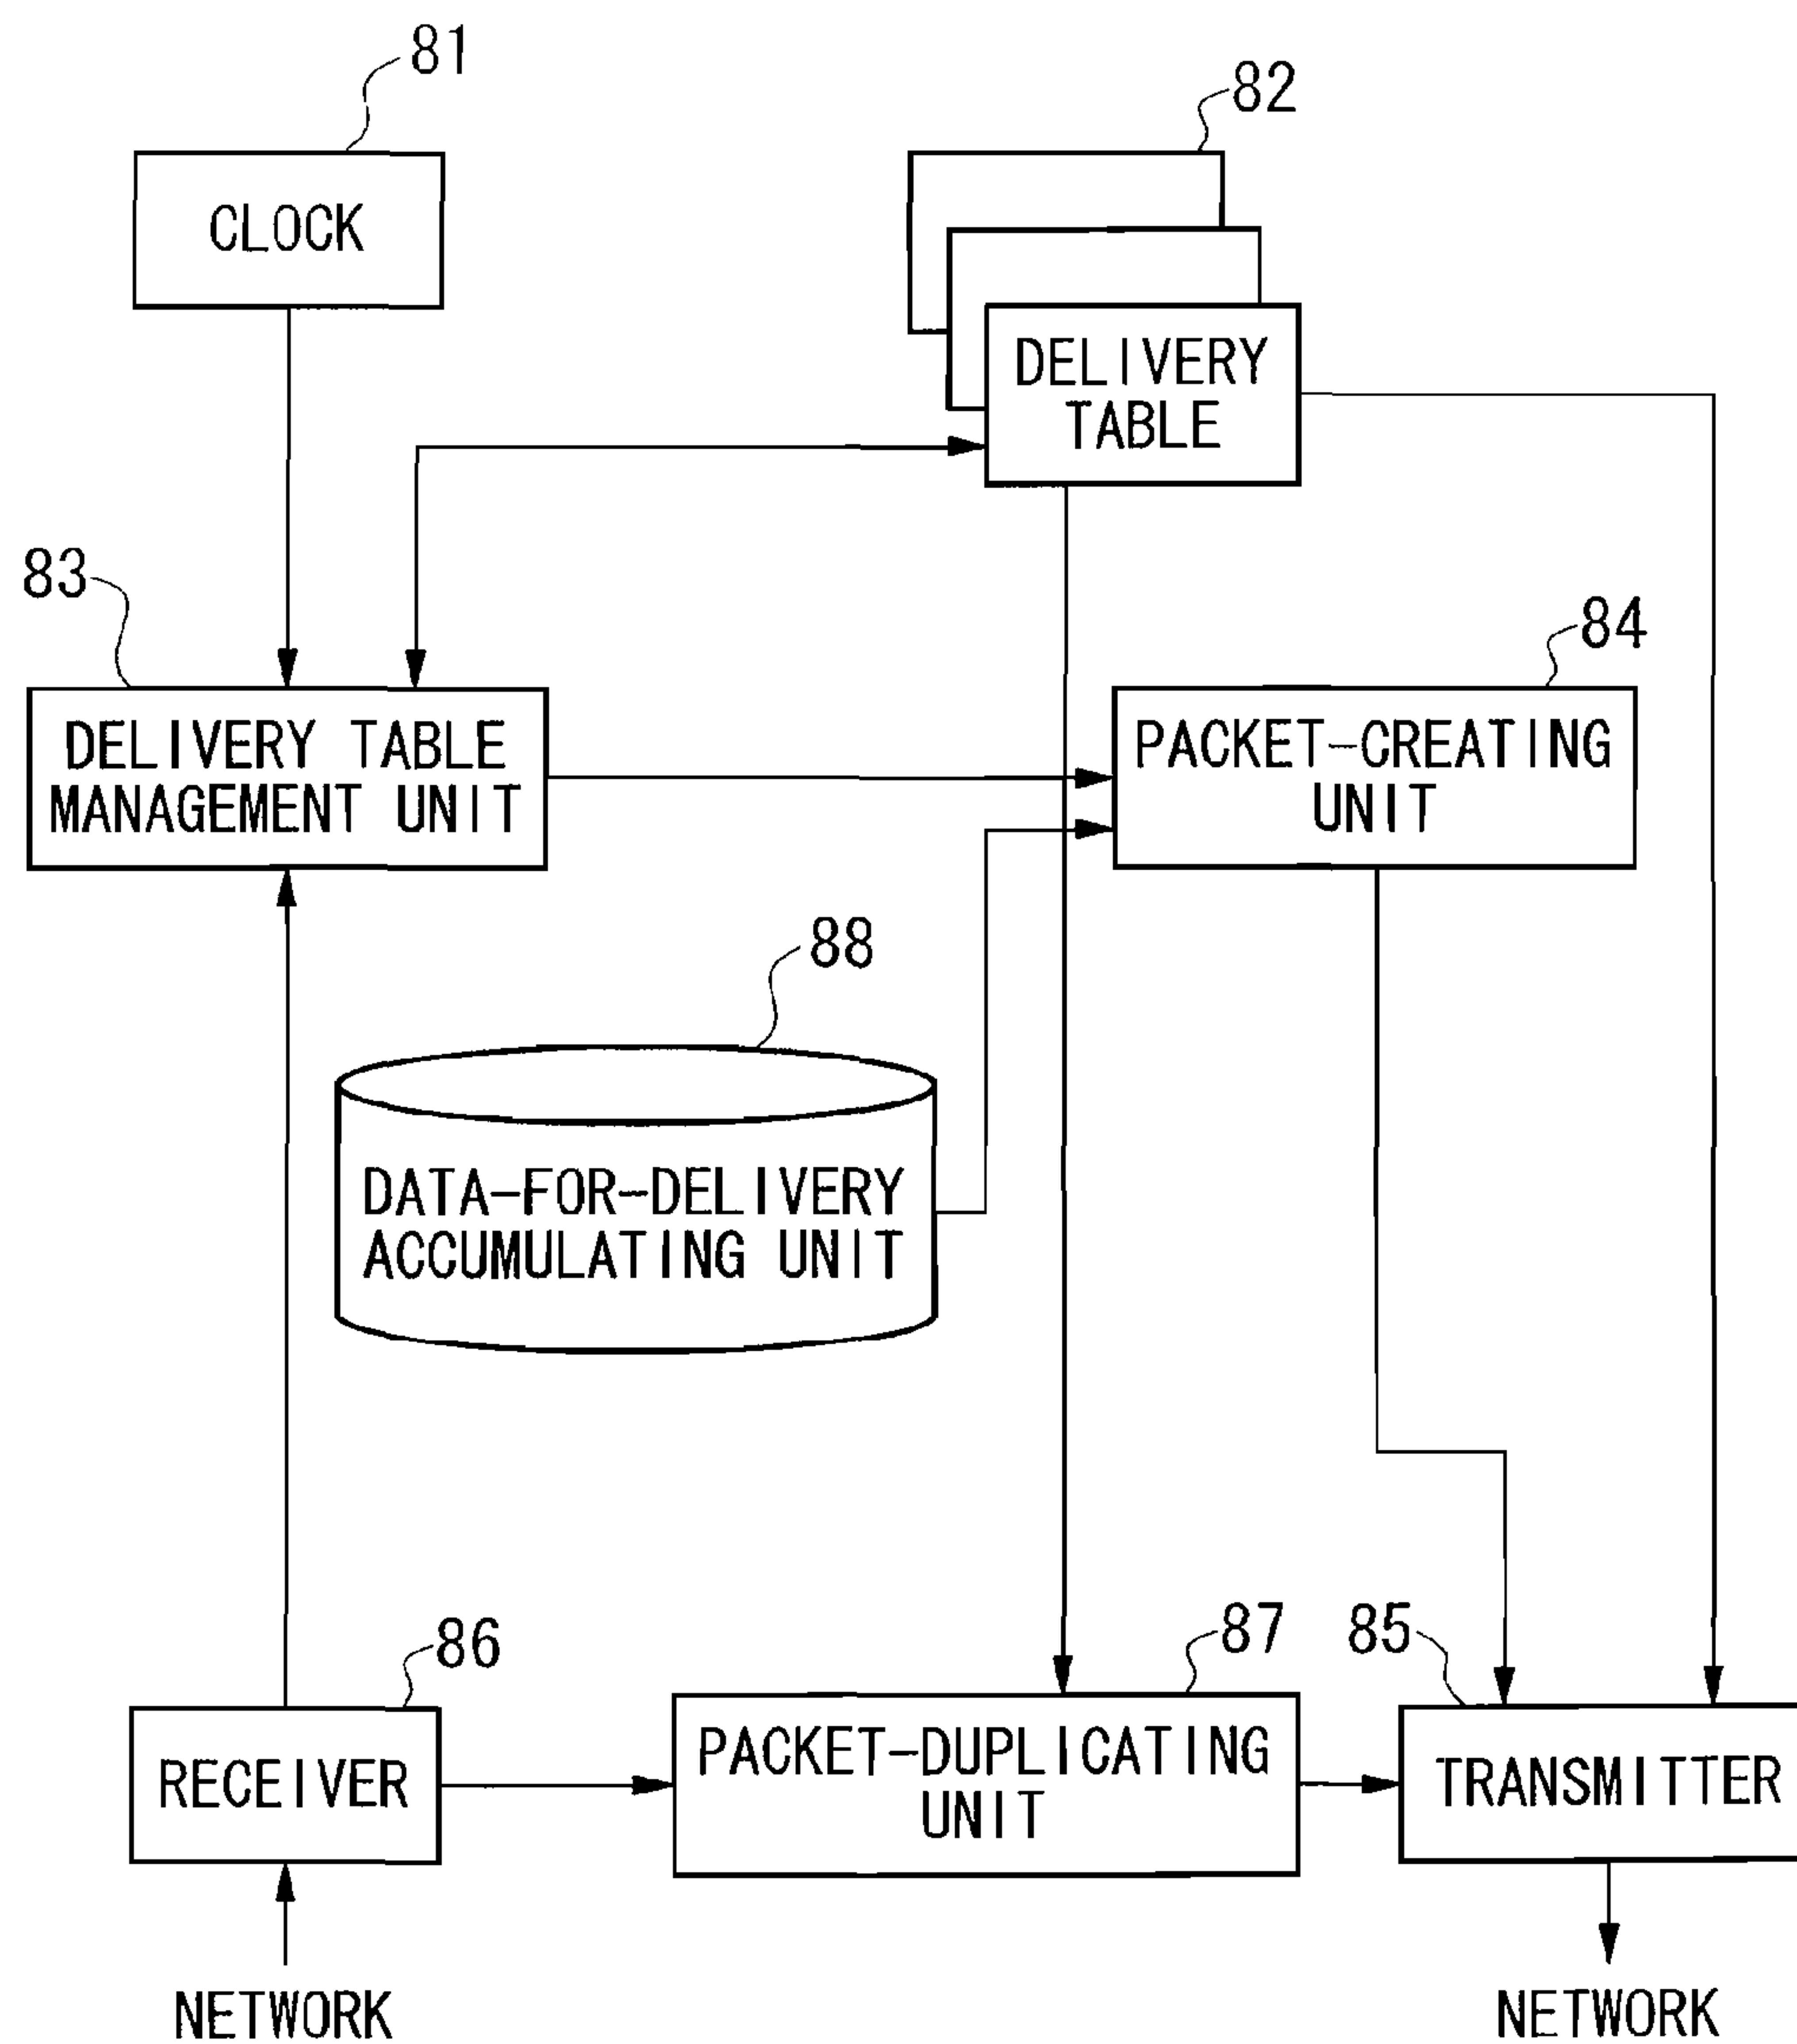 81
82
CLOCK
DELIVERY
TABLE
83
84
DELIVERY TABLE
MANAGEMENT UNIT
PACKET-CREATING
UNIT
88
DATA-FOR-DELIVERY
ACCUMULATING UNIT
86
87
85
RECEIVER
PACKET-DUPLICATING
UNIT
TRANSMITTER
NETWORK
NETWORK